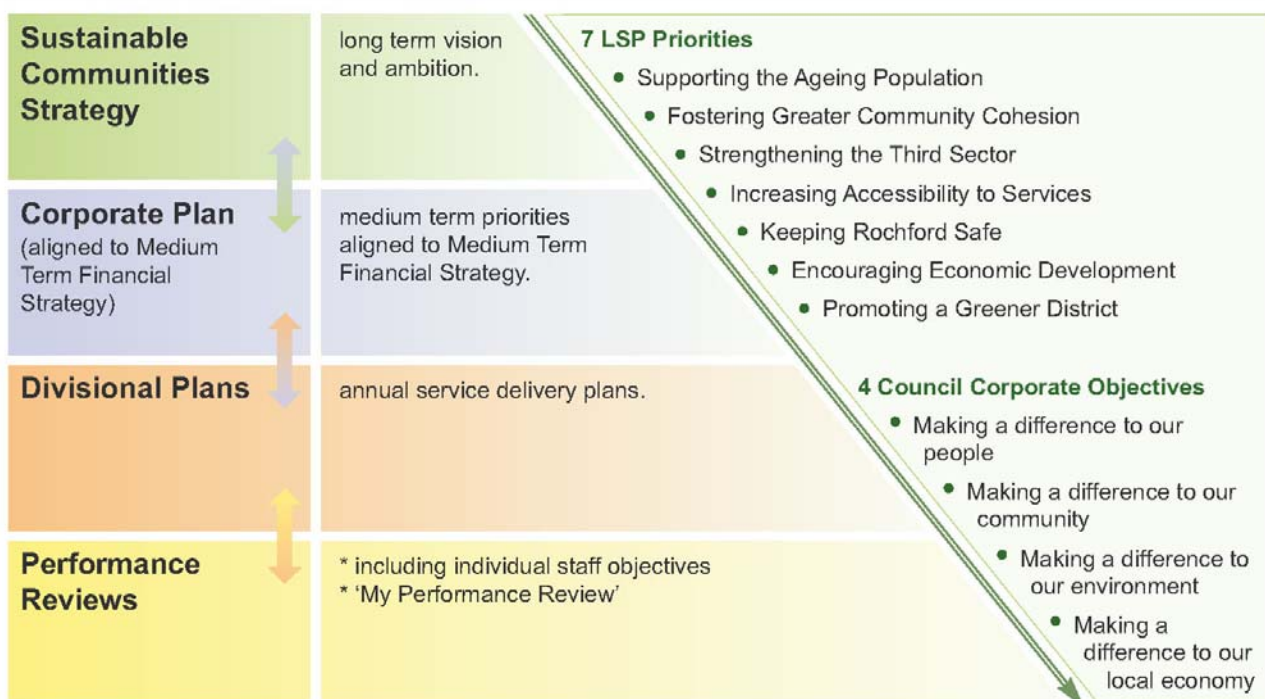 Sustainable
Communities
Strategy
long term vision
and ambition.
Corporate Plan
(aligned to Medium
Term Financial
Strategy)
medium term priorities
aligned to Medium Term
Financial Strategy.
Divisional Plans
annual service delivery plans.
Performance
Reviews
* including individual staff objectives
* ‘My Performance Review’
7 LSP Priorities
• Supporting the Ageing Population
• Fostering Greater Community Cohesion
• Strengthening the Third Sector
• Increasing Accessibility to Services
• Keeping Rochford Safe
• Encouraging Economic Development
• Promoting a Greener District
4 Council Corporate Objectives
• Making a difference to our
people
• Making a difference to our
community
• Making a difference to
our environment
• Making a
difference to our
local economy